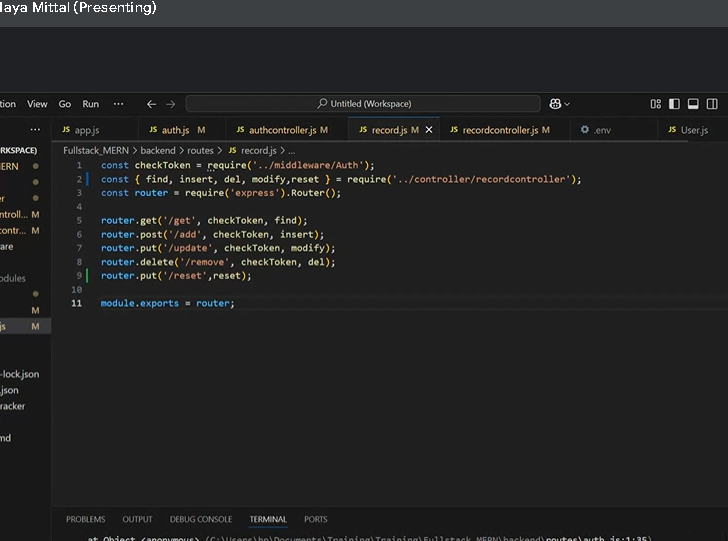 laya Mittal (Presenting)
tion View Go Run ... ← → Untitled (Workspace)
... JS app.js JS auth.js M JS authcontroller.js M JS record.js M × JS recordcontroller.js M .env JS User.js
RKSPACE) Fullstack_MERN > backend > routes > JS record.js > ...
ERN
1 const checkToken = require('../middleware/Auth');
2 const { find, insert, del, modify,reset } = require('../controller/recordcontroller');
er 3 const router = require('express').Router();
ntroll... M 4
5 router.get('/get', checkToken, find);
contr... M 6 router.post('/add', checkToken, insert);
are 7 router.put('/update', checkToken, modify);
8 router.delete('/remove', checkToken, del);
odules 9 router.put('/reset',reset);
10
M 11 module.exports = router;
js M
-lock.json
.json
racker
md
PROBLEMS OUTPUT DEBUG CONSOLE TERMINAL PORTS
at Object.<anonymous> (C:\Users\hp\Documents\Training\Training\Fullstack_MERN\backend\routes\auth.js:1:35)